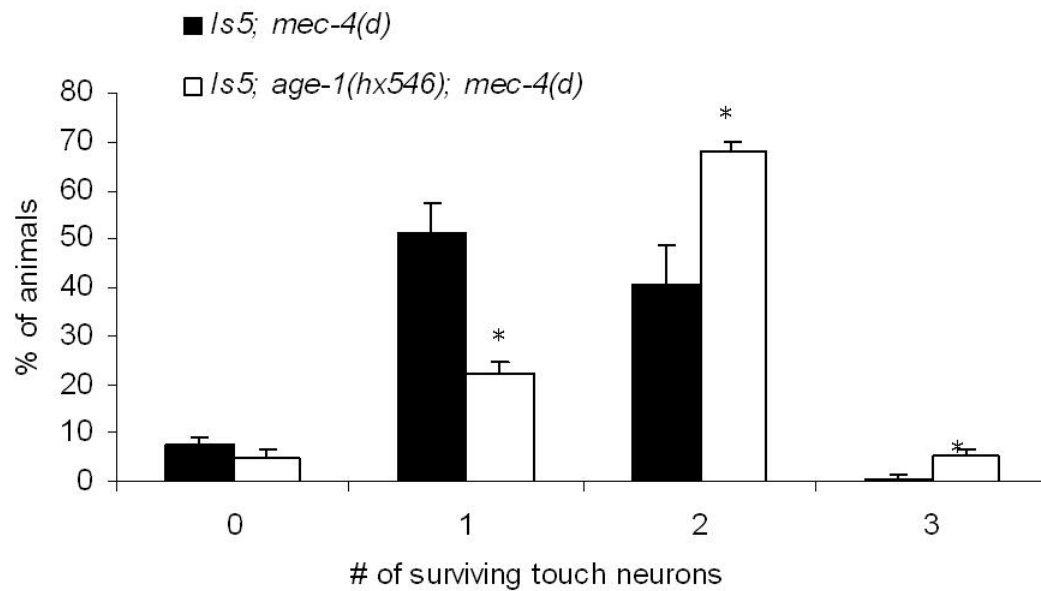 Is5; mec-4(d)
Is5; age-1(hx546); mec-4(d)
80
70
60
50
40
30
20
10
0
% of animals
*
*
*
0 1 2 3
# of surviving touch neurons